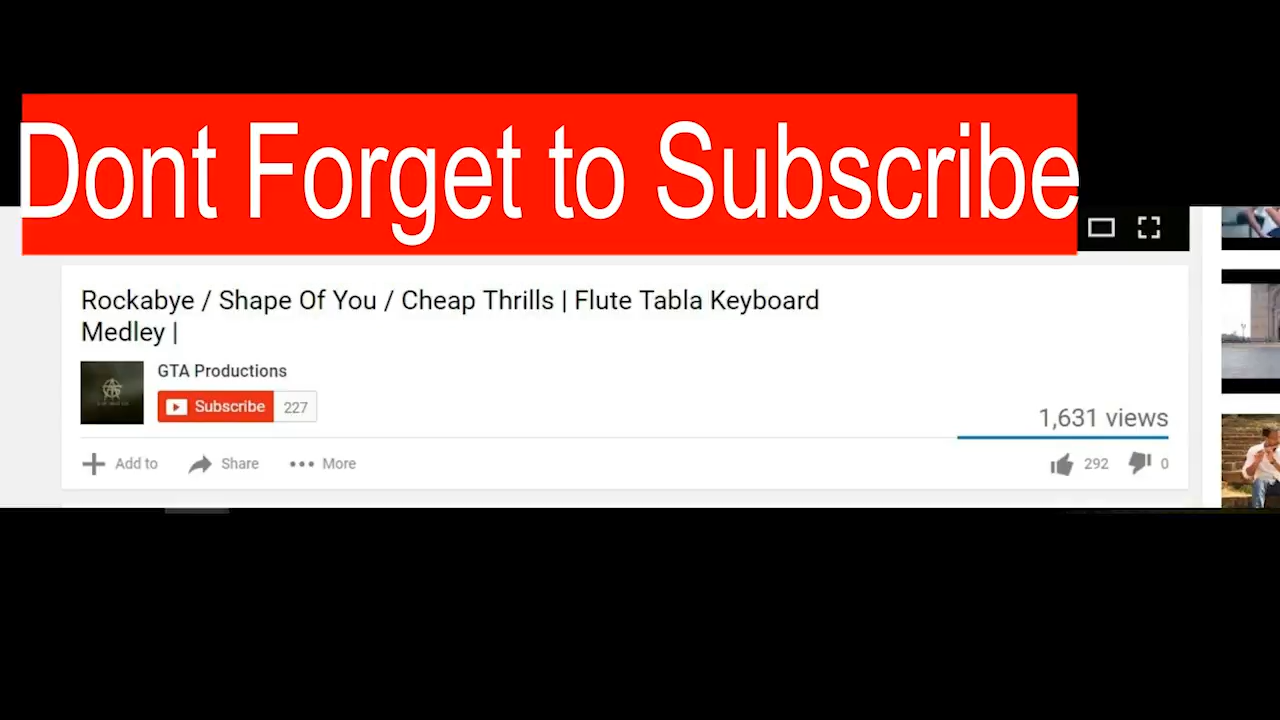 Dont Forget to Subscribe
Rockabye / Shape Of You / Cheap Thrills | Flute Tabla Keyboard
Medley |
GTA Productions
Subscribe 227
1,631 views
Add to Share More 292 0